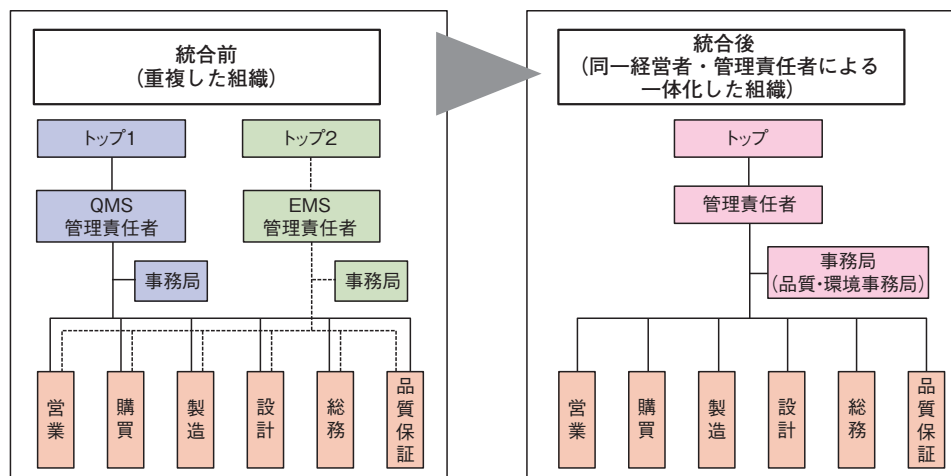 統合前
（重複した組織）
トップ1
トップ2
QMS
管理責任者
EMS
管理責任者
事務局
事務局
営業
購買
製造
設計
総務
品質保証
統合後
（同一経営者・管理責任者による
一体化した組織）
トップ
管理責任者
事務局
（品質・環境事務局）
営業
購買
製造
設計
総務
品質保証